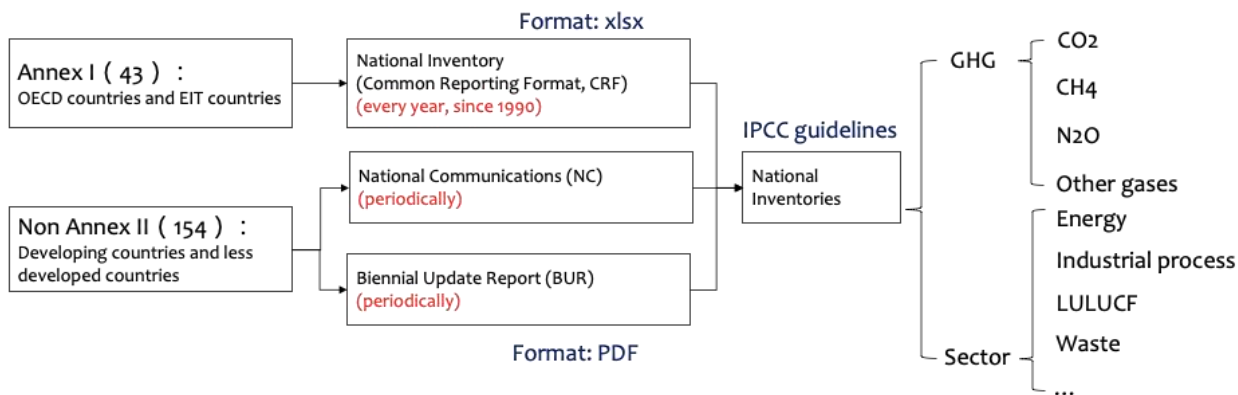 Format: xlsx
Annex I ( 43 ) :
OECD countries and EIT countries
National Inventory
(Common Reporting Format, CRF)
(every year, since 1990)
National Communications (NC)
(periodically)
Non Annex II ( 154 ) :
Developing countries and less
developed countries
Biennial Update Report (BUR)
(periodically)
Format: PDF
IPCC guidelines
National
Inventories
GHG
CO2
CH4
N2O
Other gases
Sector
Energy
Industrial process
LULUCF
Waste
...